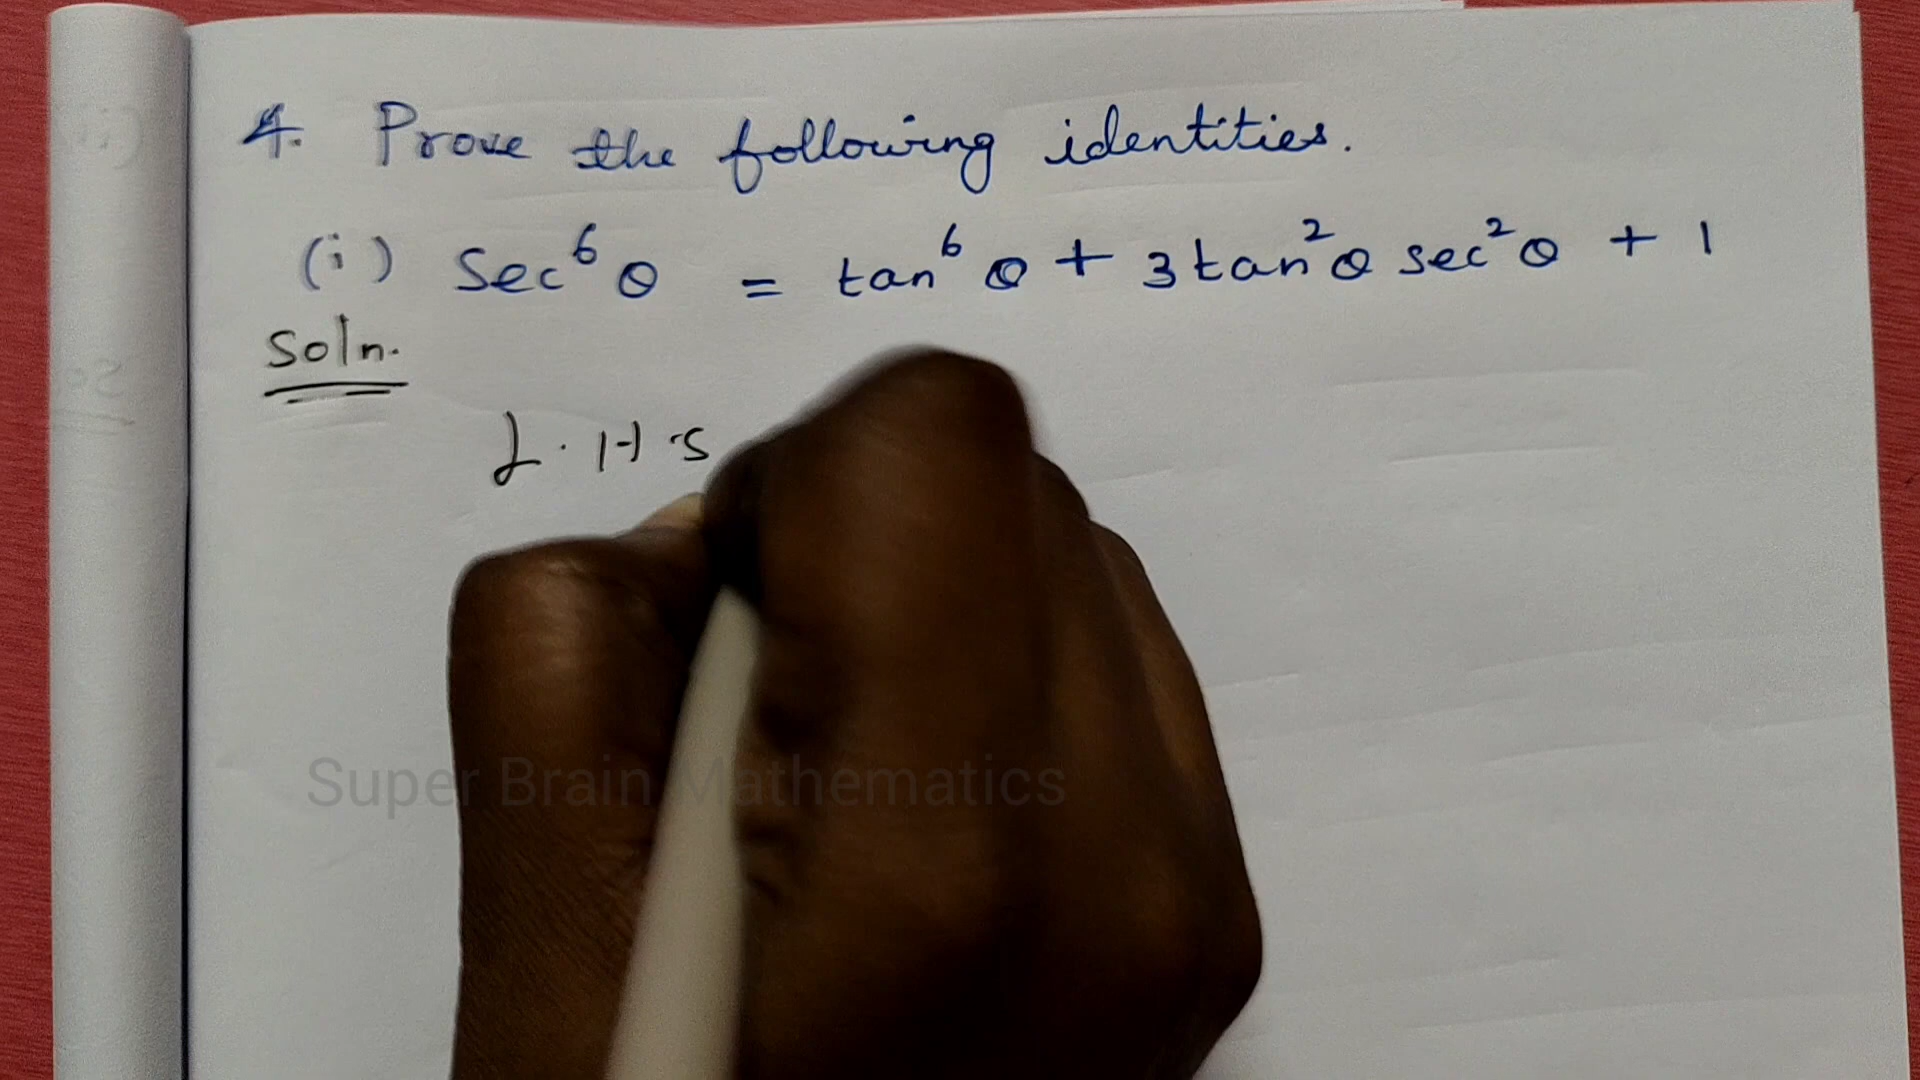 4. Prove the following identities.
(i) Sec⁶θ = tan⁶θ + 3tan²θ sec²θ + 1
Soln.
L.H.S
Super Brain Mathematics